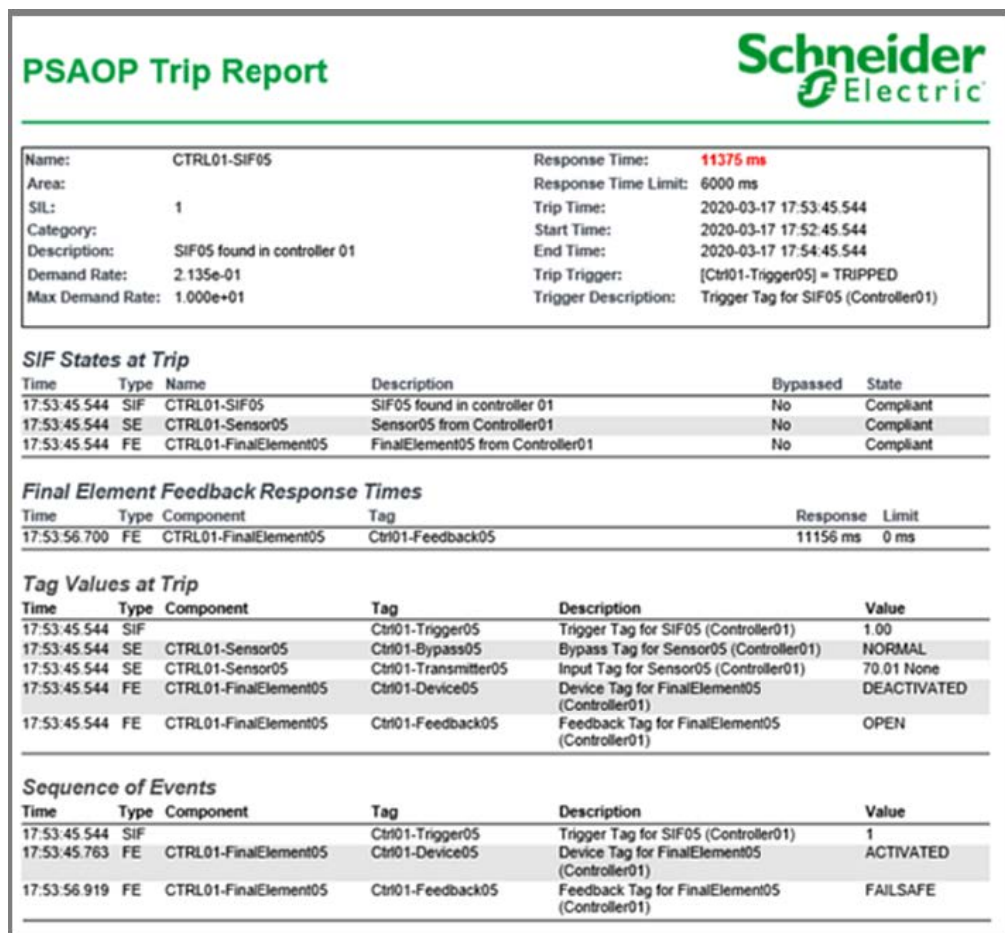 PSAOP Trip Report
Schneider
Electric
Name: CTRL01-SIF05 Response Time: 11375 ms
Area: Response Time Limit: 6000 ms
SIL: 1 Trip Time: 2020-03-17 17:53:45.544
Category: Start Time: 2020-03-17 17:52:45.544
Description: SIF05 found in controller 01 End Time: 2020-03-17 17:54:45.544
Demand Rate: 2.135e-01 Trip Trigger: [Ctrl01-Trigger05] = TRIPPED
Max Demand Rate: 1.000e+01 Trigger Description: Trigger Tag for SIF05 (Controller01)
SIF States at Trip
Time Type Name Description Bypassed State
17:53:45.544 SIF CTRL01-SIF05 SIF05 found in controller 01 No Compliant
17:53:45.544 SE CTRL01-Sensor05 Sensor05 from Controller01 No Compliant
17:53:45.544 FE CTRL01-FinalElement05 FinalElement05 from Controller01 No Compliant
Final Element Feedback Response Times
Time Type Component Tag Response Limit
17:53:56.700 FE CTRL01-FinalElement05 Ctrl01-Feedback05 11156 ms 0 ms
Tag Values at Trip
Time Type Component Tag Description Value
17:53:45.544 SIF Ctrl01-Trigger05 Trigger Tag for SIF05 (Controller01) 1.00
17:53:45.544 SE CTRL01-Sensor05 Ctrl01-Bypass05 Bypass Tag for Sensor05 (Controller01) NORMAL
17:53:45.544 SE CTRL01-Sensor05 Ctrl01-Transmitter05 Input Tag for Sensor05 (Controller01) 70.01 None
17:53:45.544 FE CTRL01-FinalElement05 Ctrl01-Device05 Device Tag for FinalElement05 DEACTIVATED
(Controller01)
17:53:45.544 FE CTRL01-FinalElement05 Ctrl01-Feedback05 Feedback Tag for FinalElement05 OPEN
(Controller01)
Sequence of Events
Time Type Component Tag Description Value
17:53:45.544 SIF Ctrl01-Trigger05 Trigger Tag for SIF05 (Controller01) 1
17:53:45.763 FE CTRL01-FinalElement05 Ctrl01-Device05 Device Tag for FinalElement05 ACTIVATED
(Controller01)
17:53:56.919 FE CTRL01-FinalElement05 Ctrl01-Feedback05 Feedback Tag for FinalElement05 FAILSAFE
(Controller01)